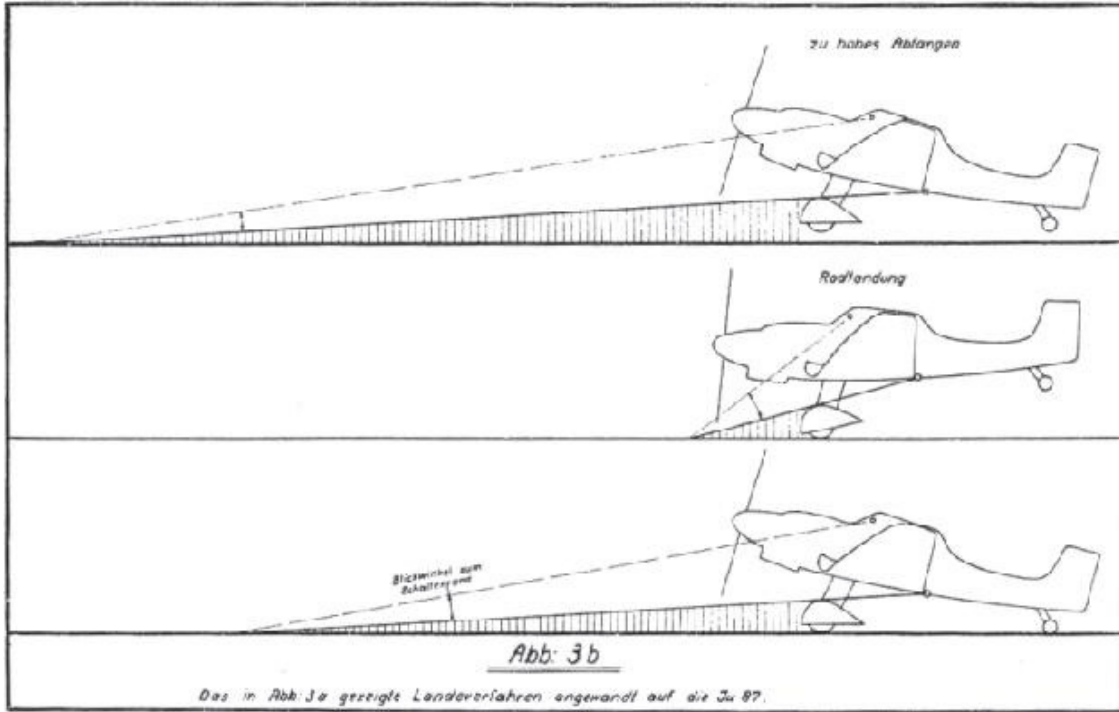 zu hohes Abfangen
Radlandung
Blickwinkel zum
Schattenrand
Abb: 3b
Das in Abb: 3a gezeigte Landeverfahren angewandt auf die Ju 87.